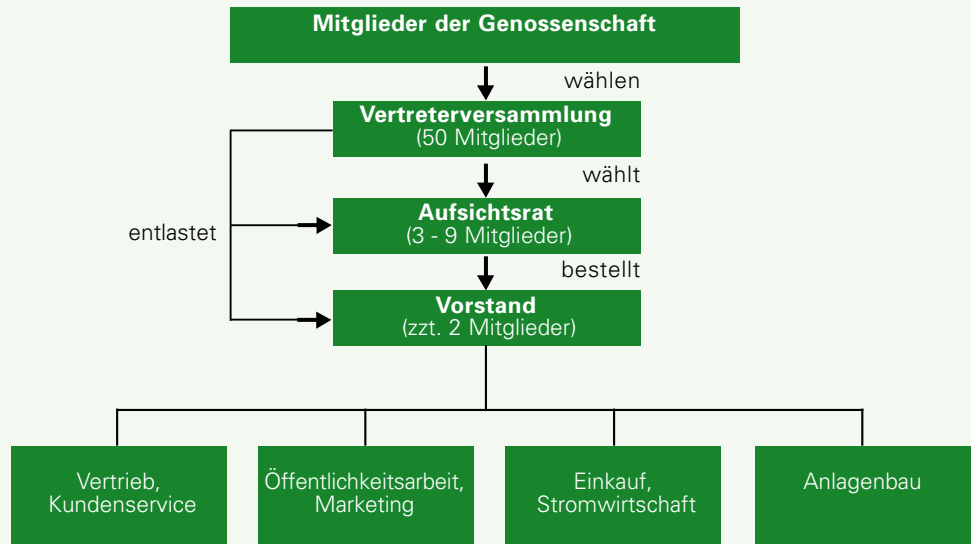 Mitglieder der Genossenschaft
wählen
Vertreterversammlung
(50 Mitglieder)
wählt
Aufsichtsrat
(3 - 9 Mitglieder)
entlastet
bestellt
Vorstand
(zzt. 2 Mitglieder)
Vertrieb,
Kundenservice
Öffentlichkeitsarbeit,
Marketing
Einkauf,
Stromwirtschaft
Anlagenbau